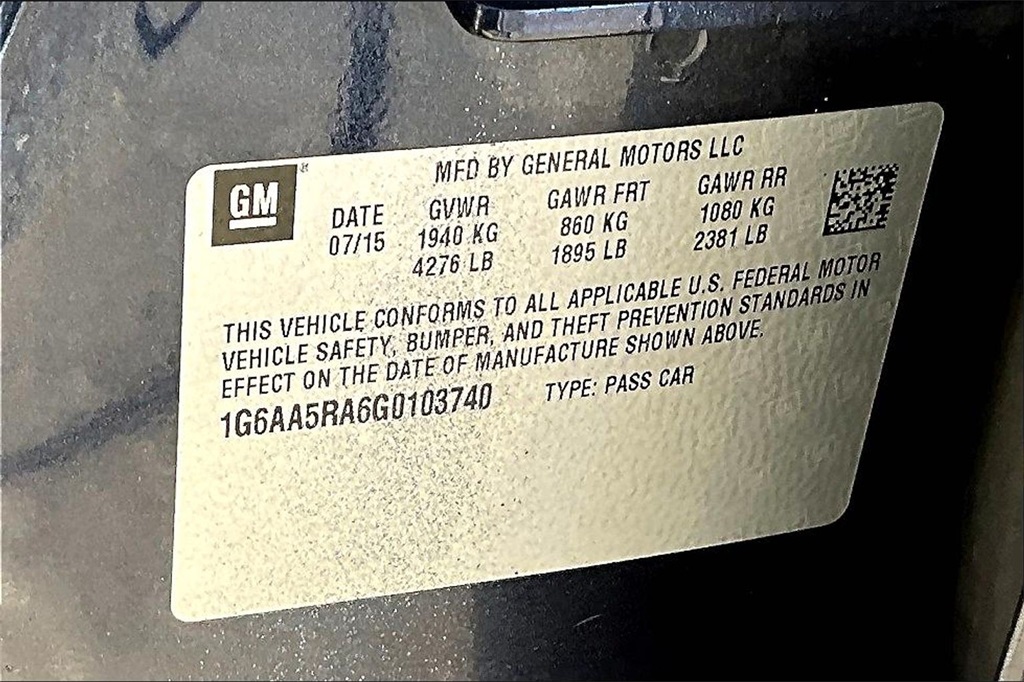 GM
MFD BY GENERAL MOTORS LLC
DATE GVWR GAWR FRT GAWR RR
07/15 1940 KG 860 KG 1080 KG
4276 LB 1895 LB 2381 LB
THIS VEHICLE CONFORMS TO ALL APPLICABLE U.S. FEDERAL MOTOR
VEHICLE SAFETY, BUMPER, AND THEFT PREVENTION STANDARDS IN
EFFECT ON THE DATE OF MANUFACTURE SHOWN ABOVE.
1G6AA5RA6G0103740 TYPE: PASS CAR